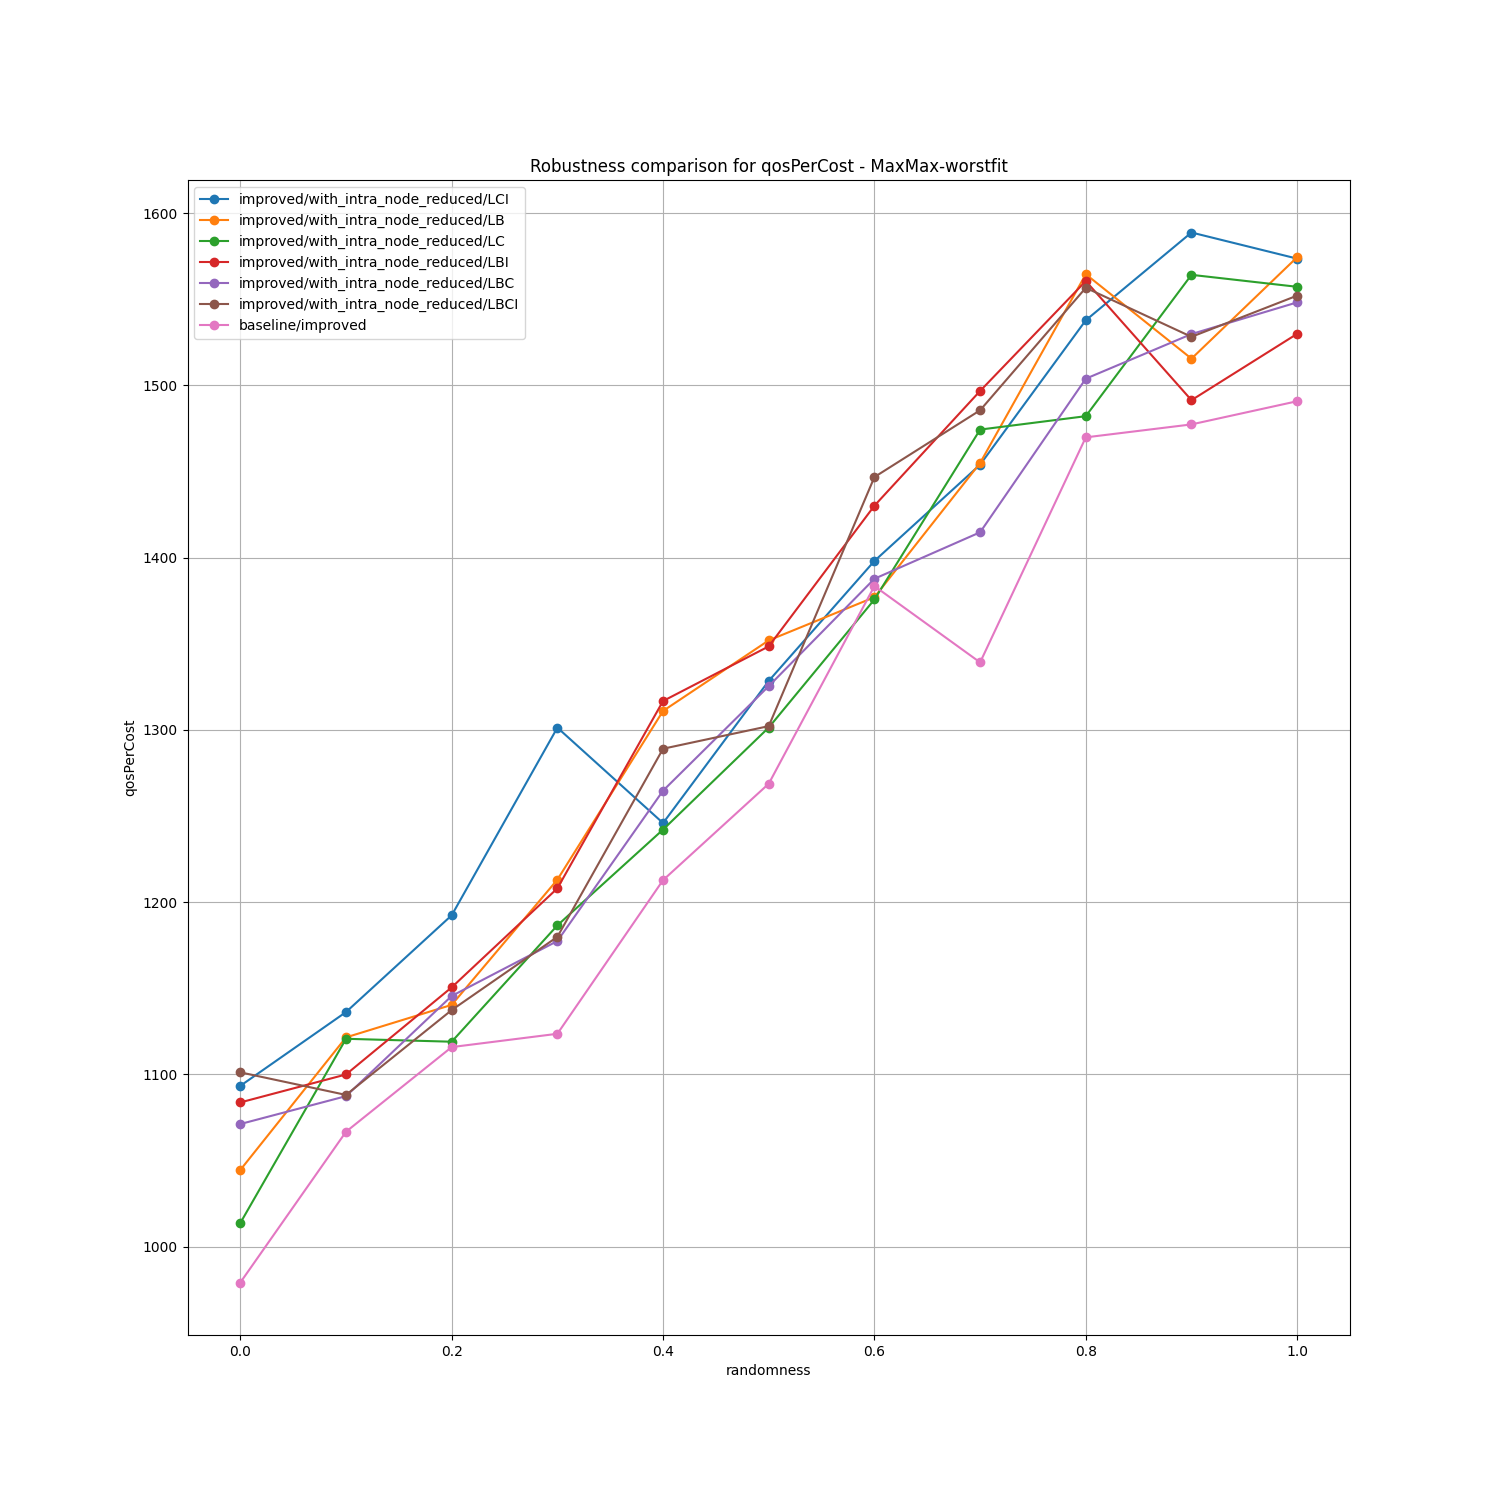 Robustness comparison for qosPerCost - MaxMax-worstfit
improved/with_intra_node_reduced/LCI
improved/with_intra_node_reduced/LB
improved/with_intra_node_reduced/LC
improved/with_intra_node_reduced/LBI
improved/with_intra_node_reduced/LBC
improved/with_intra_node_reduced/LBCI
baseline/improved
1600
1500
1400
1300
1200
1100
1000
qosPerCost
0.0 0.2 0.4 0.6 0.8 1.0
randomness